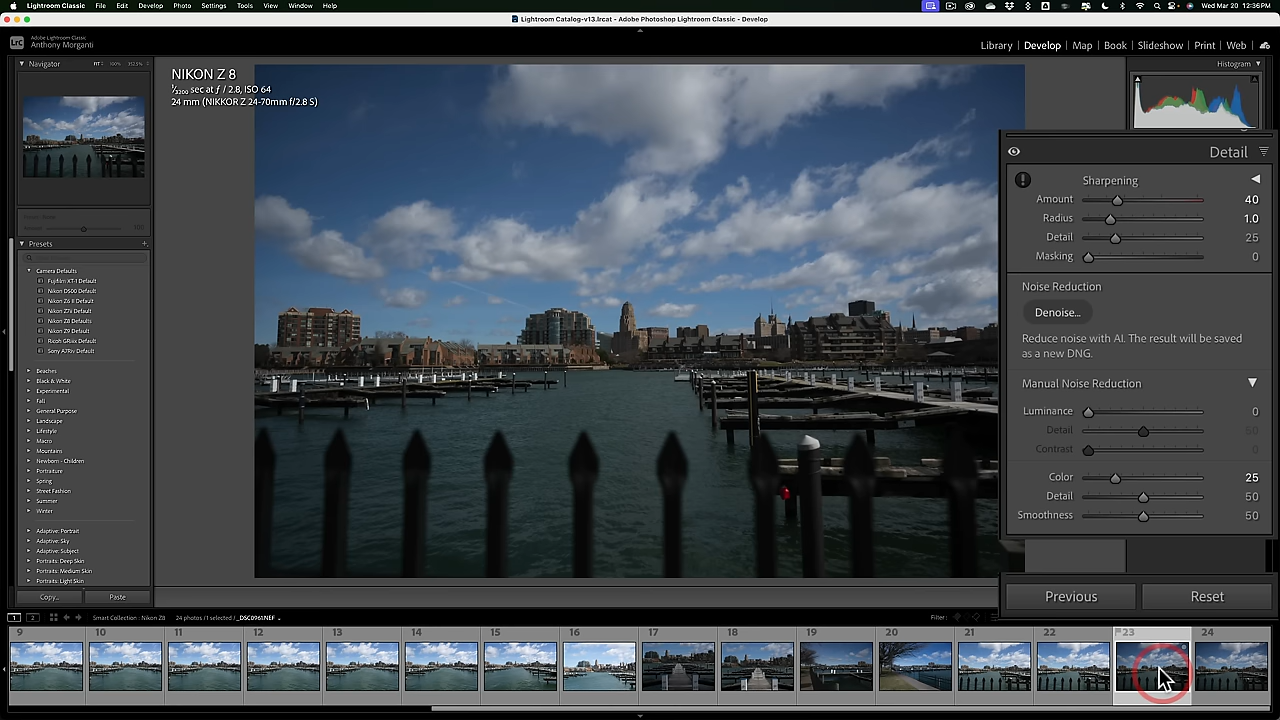 Lightroom Classic File Edit Develop Photo Settings Tools View Window Help Wed Mar 20 12:36PM
Lightroom Catalog-v13.lrcat - Adobe Photoshop Lightroom Classic - Develop
Lrc
Adobe Lightroom Classic
Anthony Morganti
Library | Develop | Map | Book | Slideshow | Print | Web
Navigator FIT 100%
Histogram
NIKON Z 8
1/3200 sec at ƒ / 2.8, ISO 64
24 mm (NIKKOR Z 24-70mm f/2.8 S)
Detail
Sharpening
Amount 40
Radius 1.0
Detail 25
Masking 0
Noise Reduction
Denoise...
Reduce noise with AI. The result will be saved
as a new DNG.
Manual Noise Reduction
Luminance 0
Detail 50
Contrast 0
Color 25
Detail 50
Smoothness 50
Previous Reset
Presets +
Camera Defaults
Fujifilm XT-1 Default
Nikon D500 Default
Nikon Z6 II Default
Nikon Z7ii Default
Nikon Z8 Default
Nikon Z9 Default
Ricoh GRiiix Default
Sony A7Riv Default
Beaches
Black & White
Experimental
Fall
General Purpose
Landscape
Lifestyle
Macro
Mountains
Newborn - Children
Portraiture
Spring
Street Fashion
Summer
Winter
Adaptive: Portrait
Adaptive: Sky
Adaptive: Subject
Portraits: Deep Skin
Portraits: Medium Skin
Portraits: Light Skin
Copy... Paste
1 2 Smart Collection : Nikon Z8 24 photos /1 selected / _DSC0961.NEF Filter :
9 10 11 12 13 14 15 16 17 18 19 20 21 22 23 24